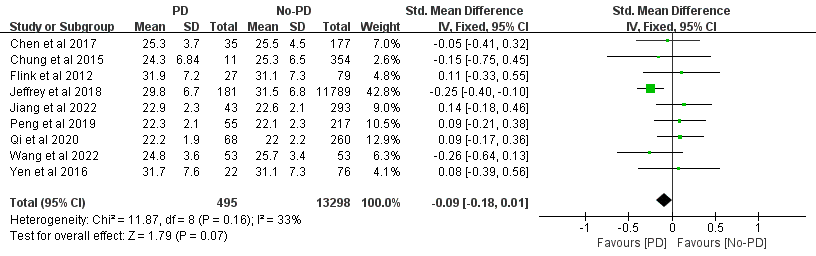 PD No-PD Std. Mean Difference Std. Mean Difference
Study or Subgroup Mean SD Total Mean SD Total Weight IV, Fixed, 95% CI IV, Fixed, 95% CI
Chen et al 2017 25.3 3.7 35 25.5 4.5 177 7.0% -0.05 [-0.41, 0.32]
Chung et al 2015 24.3 6.84 11 25.3 6.5 354 2.6% -0.15 [-0.75, 0.45]
Flink et al 2012 31.9 7.2 27 31.1 7.3 79 4.8% 0.11 [-0.33, 0.55]
Jeffrey et al 2018 29.8 6.7 181 31.5 6.8 11789 42.8% -0.25 [-0.40, -0.10]
Jiang et al 2022 22.9 2.3 43 22.6 2.1 293 9.0% 0.14 [-0.18, 0.46]
Peng et al 2019 22.3 2.1 55 22.1 2.3 217 10.5% 0.09 [-0.21, 0.38]
Qi et al 2020 22.2 1.9 68 22 2.2 260 12.9% 0.09 [-0.17, 0.36]
Wang et al 2022 24.8 3.6 53 25.7 3.4 53 6.3% -0.26 [-0.64, 0.13]
Yen et al 2016 31.7 7.6 22 31.1 7.3 76 4.1% 0.08 [-0.39, 0.56]
Total (95% CI) 495 13298 100.0% -0.09 [-0.18, 0.01]
Heterogeneity: Chi² = 11.87, df = 8 (P = 0.16); I² = 33%
Test for overall effect: Z = 1.79 (P = 0.07)
-1 -0.5 0 0.5 1
Favours [PD] Favours [No-PD]